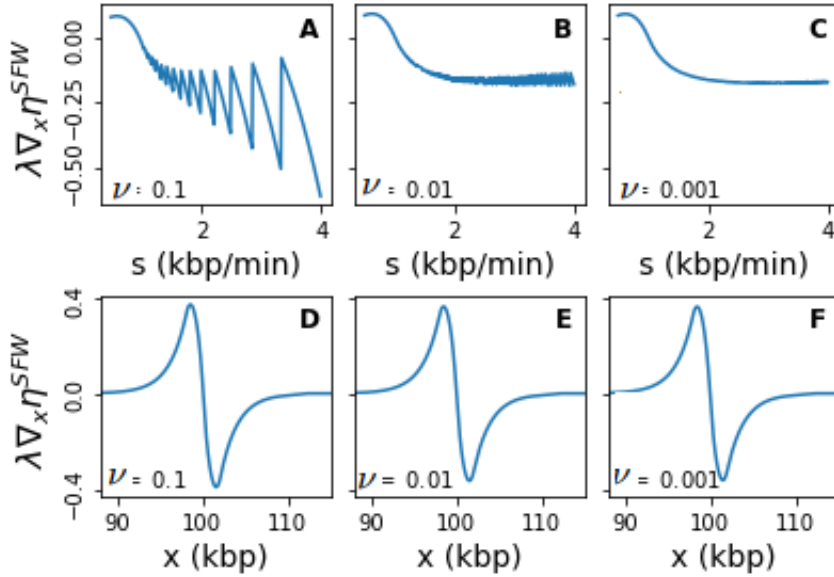 λ∇ₓη^SFW
0.00
-0.25
-0.50
A
ν = 0.1
2
4
s (kbp/min)
B
ν = 0.01
2
4
s (kbp/min)
C
ν = 0.001
2
4
s (kbp/min)
λ∇ₓη^SFW
0.4
0.0
-0.4
D
ν = 0.1
90
100
110
x (kbp)
E
ν = 0.01
90
100
110
x (kbp)
F
ν = 0.001
90
100
110
x (kbp)